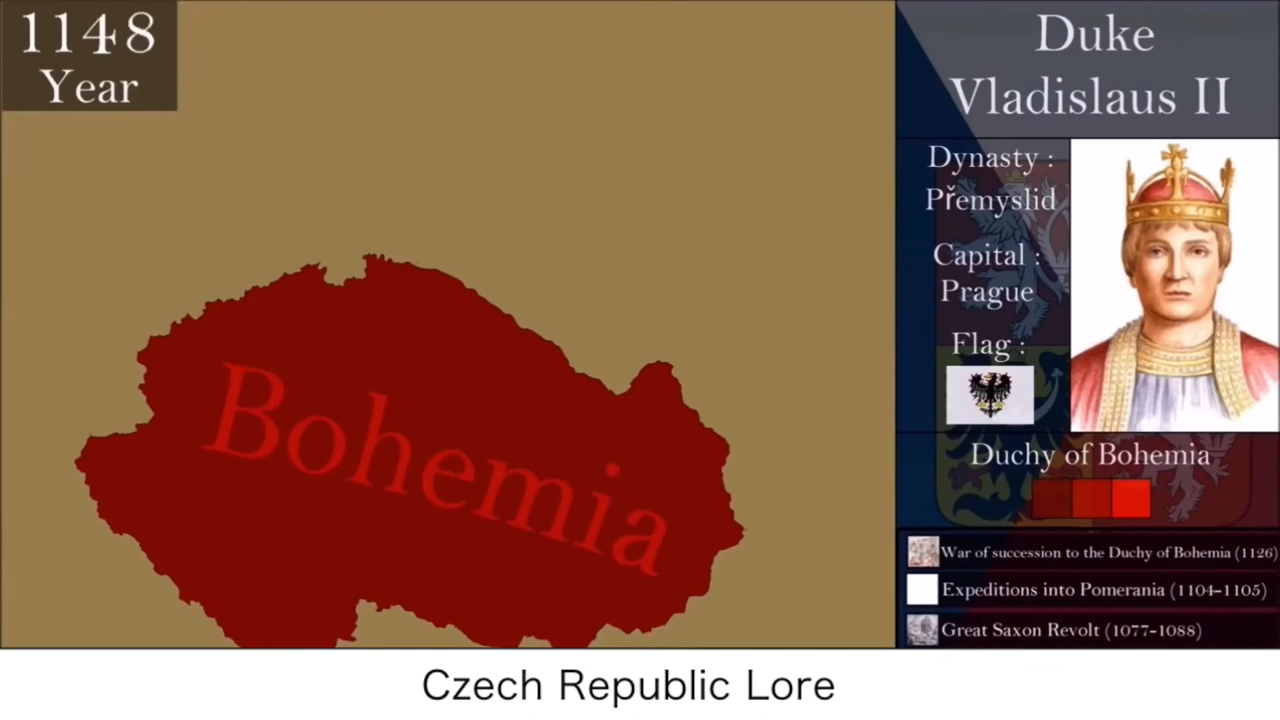 1148
Year
Bohemia
Duke
Vladislaus II
Dynasty :
Přemyslid
Capital :
Prague
Flag :
Duchy of Bohemia
War of succession to the Duchy of Bohemia (1126)
Expeditions into Pomerania (1104-1105)
Great Saxon Revolt (1077-1088)
Czech Republic Lore